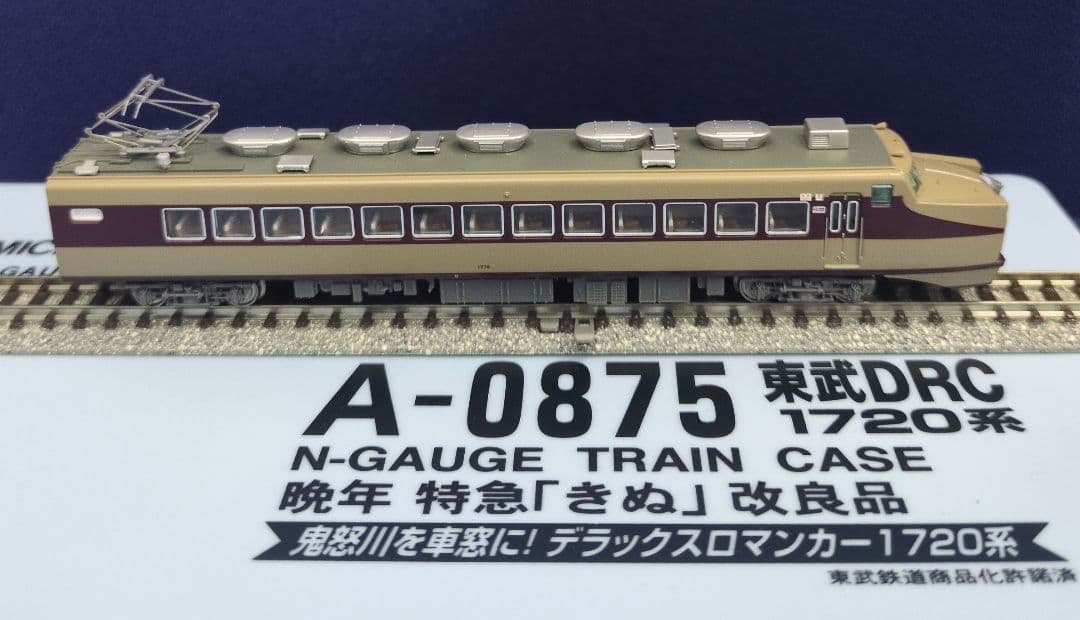 A-0875 東武DRC
1720系
N-GAUGE TRAIN CASE
晩年 特急「きぬ」改良品
鬼怒川を車窓に! デラックスロマンカー1720系
東武鉄道商品化許諾済